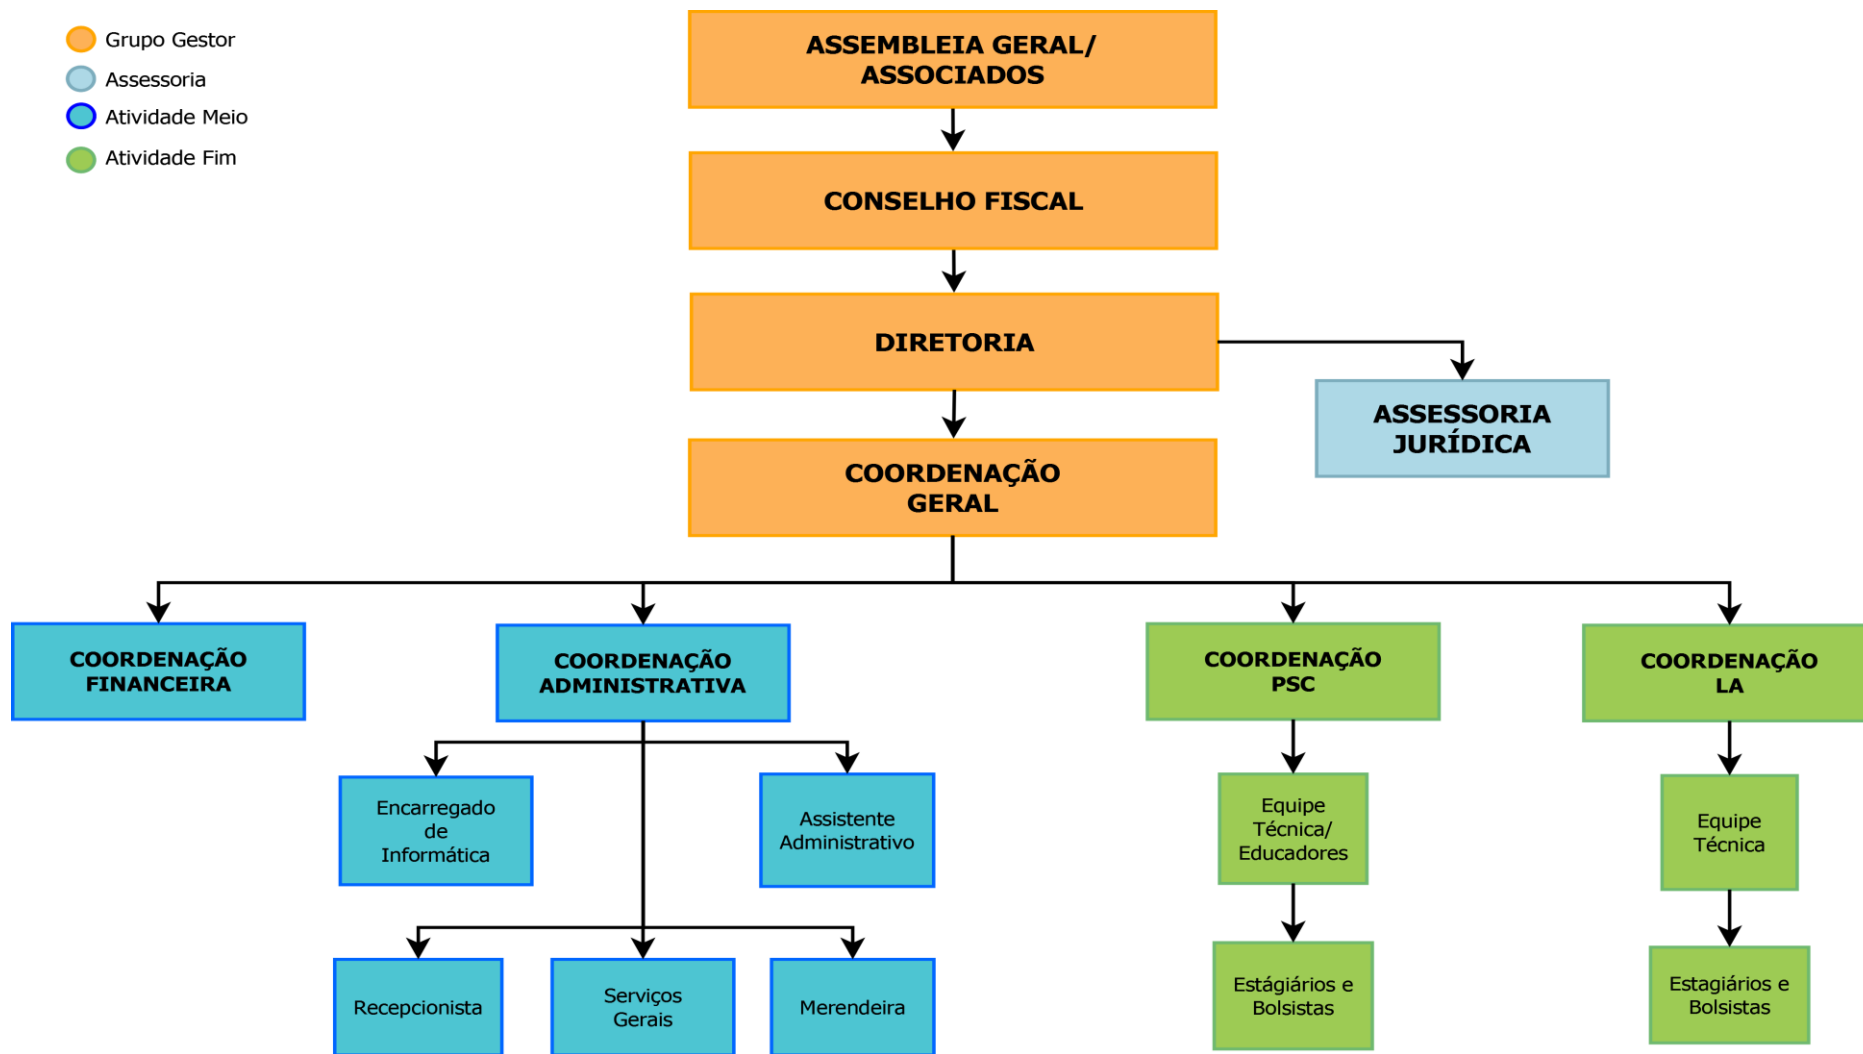 Grupo Gestor
Assessoria
Atividade Meio
Atividade Fim
ASSEMBLEIA GERAL/
ASSOCIADOS
CONSELHO FISCAL
DIRETORIA
ASSESSORIA
JURÍDICA
COORDENAÇÃO
GERAL
COORDENAÇÃO
FINANCEIRA
COORDENAÇÃO
ADMINISTRATIVA
COORDENAÇÃO
PSC
COORDENAÇÃO
LA
Encarregado
de
Informática
Assistente
Administrativo
Equipe
Técnica/
Educadores
Equipe
Técnica
Recepcionista
Serviços
Gerais
Merendeira
Estágiários e
Bolsistas
Estagiários e
Bolsistas